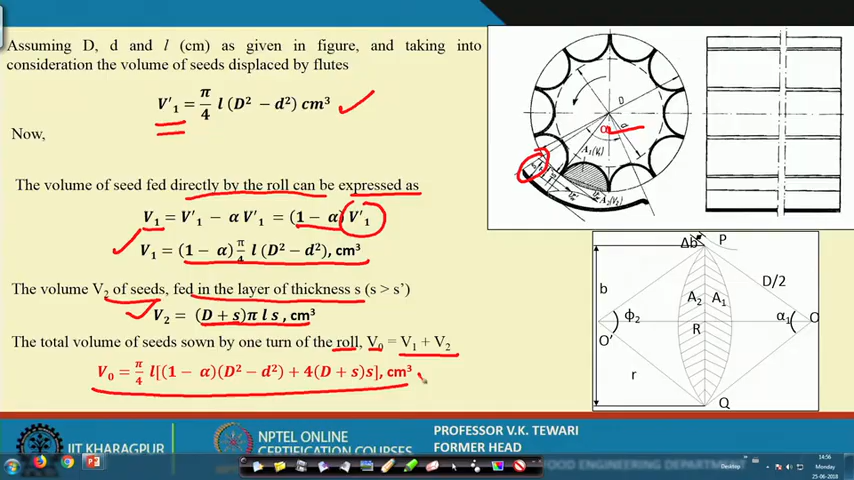 Assuming D, d and l (cm) as given in figure, and taking into
consideration the volume of seeds displaced by flutes
V'₁ = π/4 l (D² − d²) cm³
Now,
The volume of seed fed directly by the roll can be expressed as
V₁ = V'₁ − α V'₁ = (1 − α) V'₁
V₁ = (1 − α) π/4 l (D² − d²), cm³
The volume V₂ of seeds, fed in the layer of thickness s (s > s')
V₂ = (D + s)π l s , cm³
The total volume of seeds sown by one turn of the roll, V₀ = V₁ + V₂
V₀ = π/4 l[(1 − α)(D² − d²) + 4(D + s)s], cm³
D
α
A₁(V₁)
A₂(V₂)
Δb
P
b
D/2
A₂
A₁
ϕ₂
α₁
O
R
O'
r
Q
IIT KHARAGPUR
NPTEL ONLINE
CERTIFICATION COURSES
PROFESSOR V.K. TEWARI
FORMER HEAD
FOOD ENGINEERING DEPARTMENT
Desktop
14:56
25-06-2018